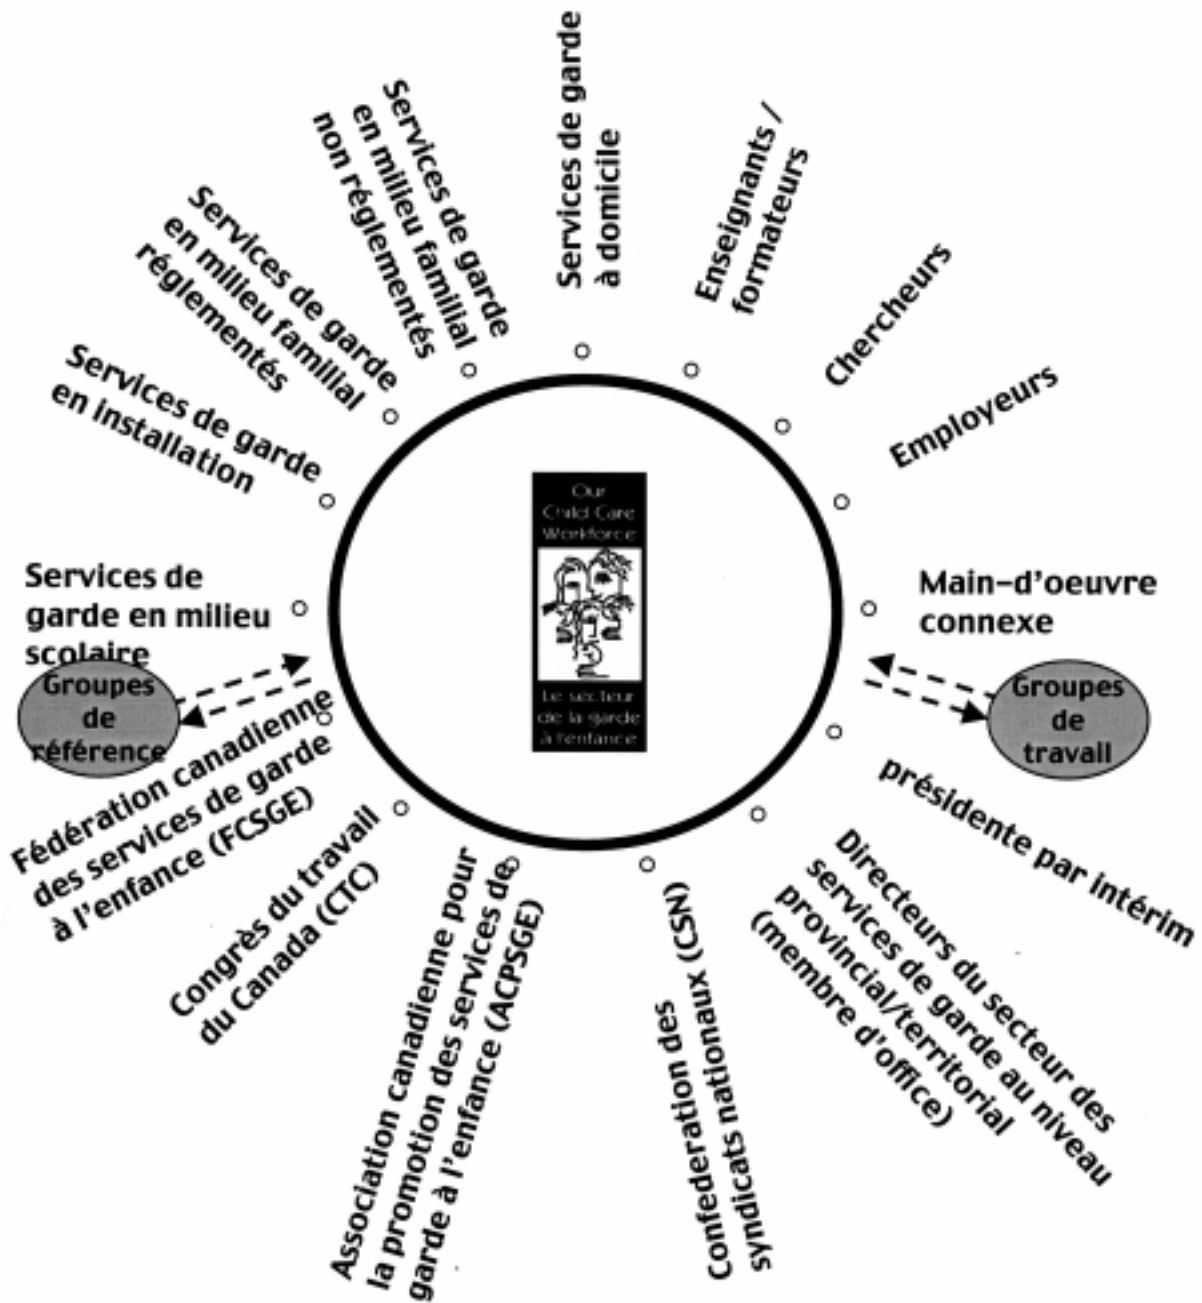 Services de garde
à domicile
Enseignants /
formateurs
Chercheurs
Employeurs
Main-d'oeuvre
connexe
Groupes
de
travail
présidente par intérim
Directeurs du secteur des
services de garde au niveau
provincial/territorial
(membre d'office)
Confederation des
syndicats nationaux (CSN)
Association canadienne pour
la promotion des services de
garde à l'enfance (ACPSGE)
Congrès du travail
du Canada (CTC)
Fédération canadienne
des services de garde
à l'enfance (FCSGE)
Groupes
de
référence
Services de
garde en milieu
scolaire
Services de garde
en installation
Services de garde
en milieu familial
réglementés
Services de garde
en milieu familial
non réglementés
Our
Child Care
Workforce
Le secteur
de la garde
à l'enfance